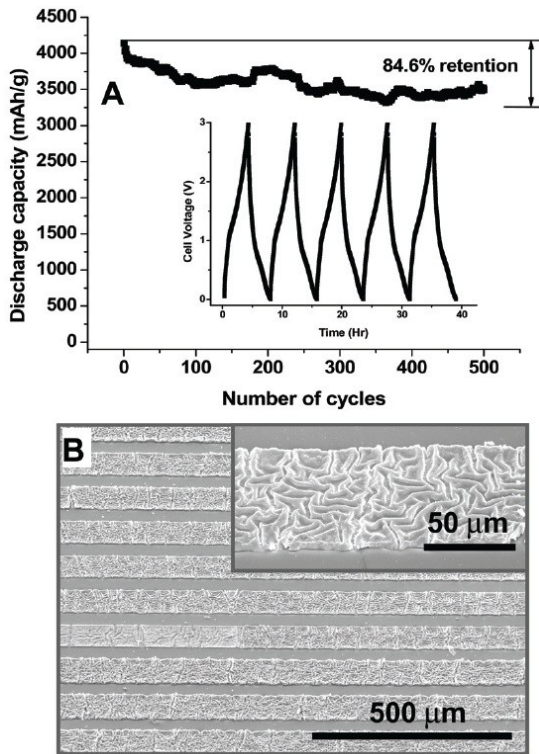 4500
4000
3500
3000
2500
2000
1500
1000
500
0
Discharge capacity (mAh/g)
A
84.6% retention
3
2
1
0
Cell Voltage (V)
0 10 20 30 40
Time (Hr)
0 100 200 300 400 500
Number of cycles
B
50 μm
500 μm